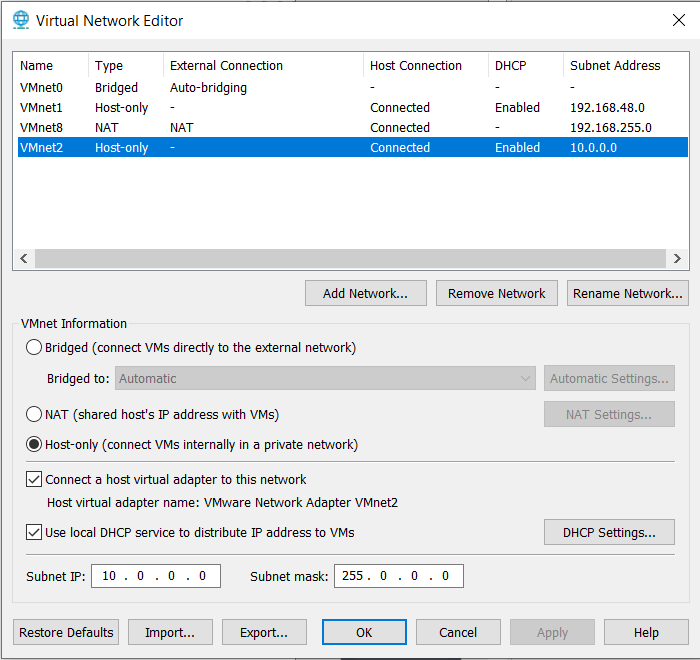 Virtual Network Editor
Name Type External Connection Host Connection DHCP Subnet Address
VMnet0 Bridged Auto-bridging - - -
VMnet1 Host-only - Connected Enabled 192.168.48.0
VMnet8 NAT NAT Connected - 192.168.255.0
VMnet2 Host-only - Connected Enabled 10.0.0.0
Add Network... Remove Network Rename Network...
VMnet Information
Bridged (connect VMs directly to the external network)
Bridged to: Automatic Automatic Settings...
NAT (shared host's IP address with VMs) NAT Settings...
Host-only (connect VMs internally in a private network)
Connect a host virtual adapter to this network
Host virtual adapter name: VMware Network Adapter VMnet2
Use local DHCP service to distribute IP address to VMs DHCP Settings...
Subnet IP: 10 . 0 . 0 . 0 Subnet mask: 255 . 0 . 0 . 0
Restore Defaults Import... Export... OK Cancel Apply Help